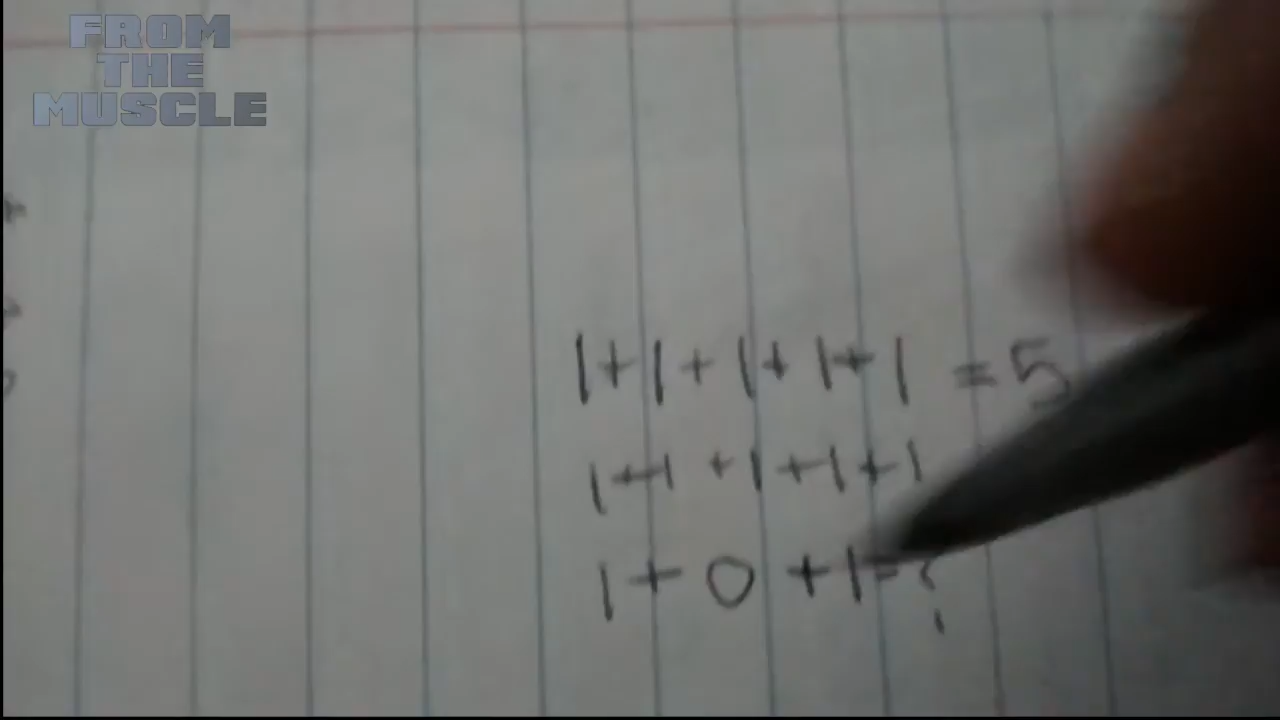 FROM
THE
MUSCLE
1+1+1+1+1 =5
1+1+1+1+1
1+0+1=?